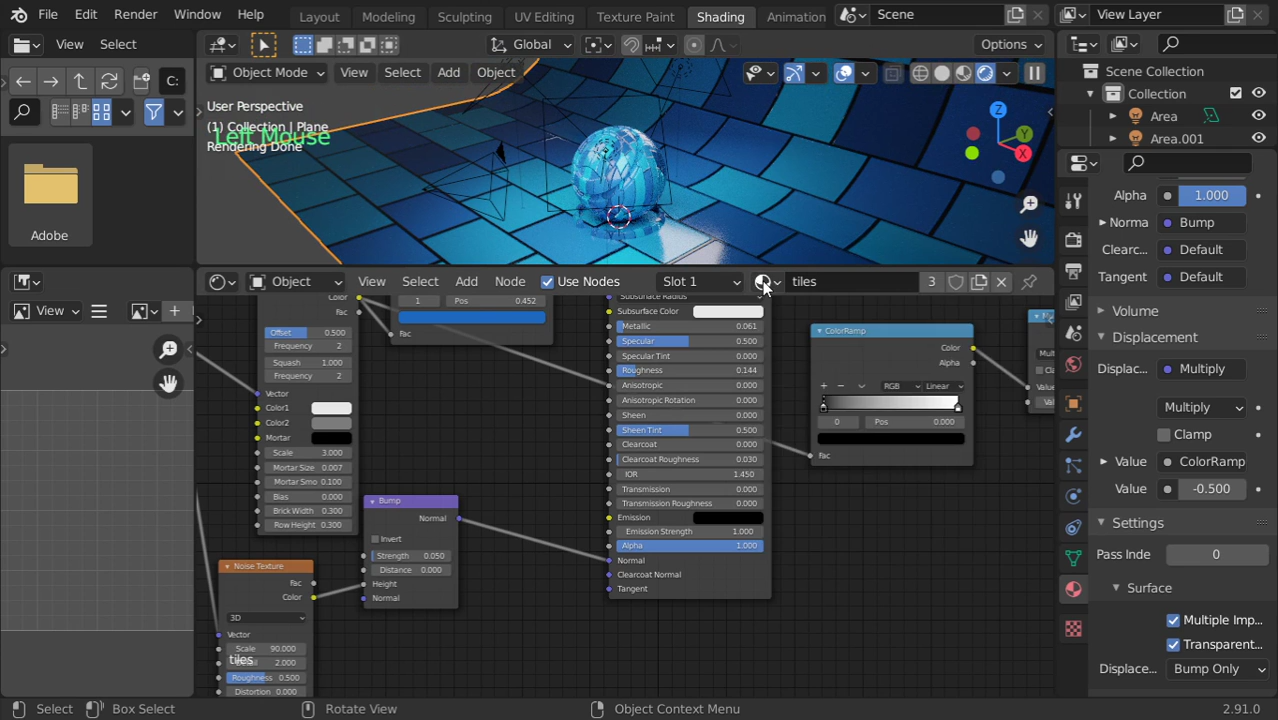 File Edit Render Window Help Layout Modeling Sculpting UV Editing Texture Paint Shading Animation Scene View Layer
View Select Global Options
Object Mode View Select Add Object
C:
User Perspective
(1) Collection | Plane
Left Mouse
Rendering Done
Z
Y
X
Adobe
Scene Collection
Collection
Area
Area.001
Object View Select Add Node Use Nodes Slot 1 tiles 3
View
Color
Fac
Offset 0.500
Frequency 2
Squash 1.000
Frequency 2
Vector
Color1
Color2
Mortar
Scale 3.000
Mortar Size 0.007
Mortar Smo 0.100
Bias 0.000
Brick Width 0.300
Row Height 0.300
1 Pos 0.452
Fac
Bump
Normal
Invert
Strength 0.050
Distance 0.000
Height
Normal
Noise Texture
Fac
Color
3D
Vector
Scale 90.000
Detail 2.000
tiles
Roughness 0.500
Distortion 0.000
Subsurface Radius
Subsurface Color
Metallic 0.061
Specular 0.500
Specular Tint 0.000
Roughness 0.144
Anisotropic 0.000
Anisotropic Rotation 0.000
Sheen 0.000
Sheen Tint 0.500
Clearcoat 0.000
Clearcoat Roughness 0.030
IOR 1.450
Transmission 0.000
Transmission Roughness 0.000
Emission
Emission Strength 1.000
Alpha 1.000
Normal
Clearcoat Normal
Tangent
ColorRamp
Color
Alpha
RGB Linear
0 Pos 0.000
Fac
Alpha 1.000
Norma Bump
Clearc... Default
Tangent Default
Volume
Displacement
Displac... Multiply
Multiply
Clamp
Value ColorRamp
Value -0.500
Settings
Pass Inde 0
Surface
Multiple Imp...
Transparent...
Displace... Bump Only
Select Box Select Rotate View Object Context Menu 2.91.0